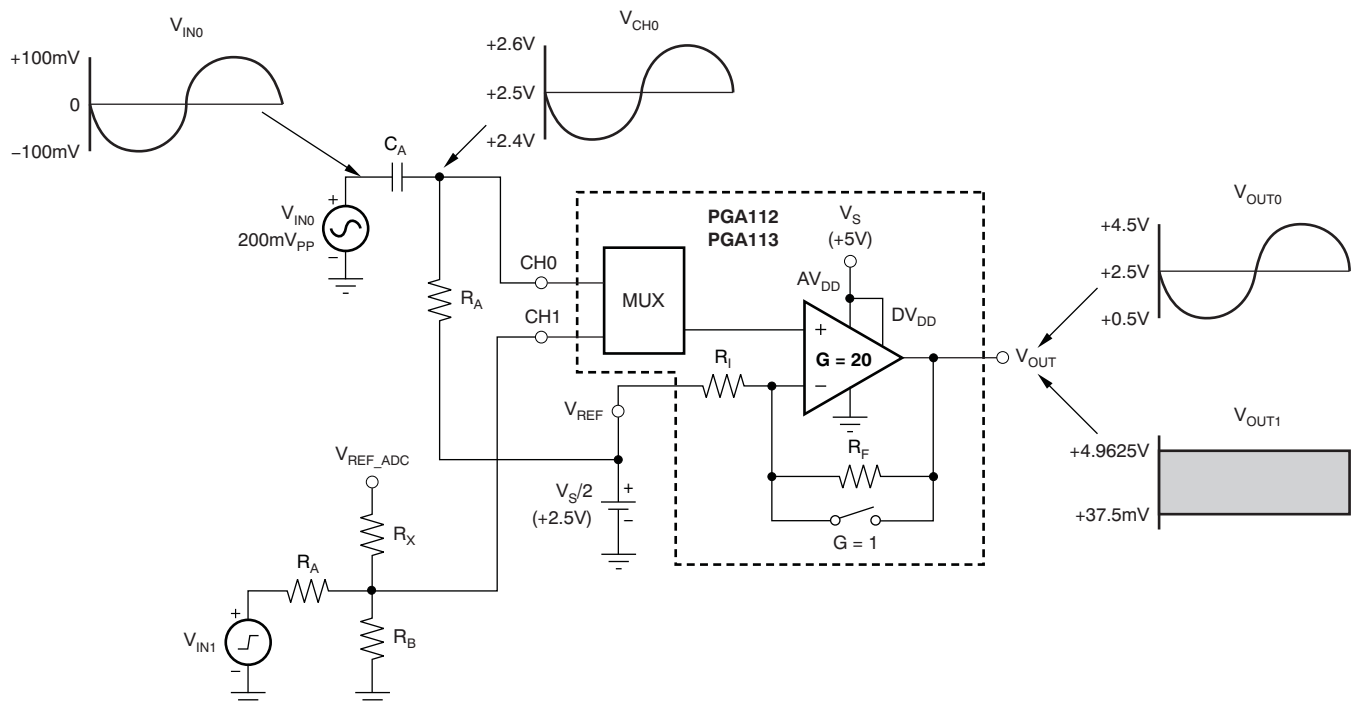 V_IN0
+100mV
0
−100mV
V_CH0
+2.6V
+2.5V
+2.4V
C_A
+
V_IN0
200mV_PP
−
R_A
CH0
CH1
MUX
PGA112
PGA113
V_S
(+5V)
AV_DD
DV_DD
+
G = 20
−
R_I
V_REF
R_F
G = 1
V_OUT
V_OUT0
+4.5V
+2.5V
+0.5V
V_OUT1
+4.9625V
+37.5mV
V_S/2
(+2.5V)
+
−
V_REF_ADC
R_X
R_A
R_B
+
V_IN1
−